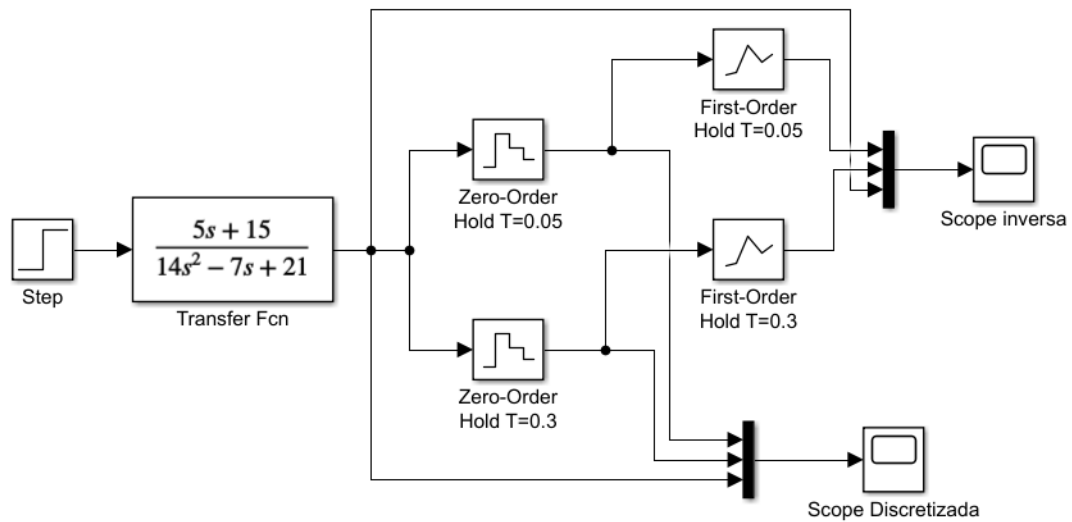 First-Order
Hold T=0.05
Zero-Order
Hold T=0.05
Scope inversa
5s + 15
14s² − 7s + 21
Step
Transfer Fcn
First-Order
Hold T=0.3
Zero-Order
Hold T=0.3
Scope Discretizada